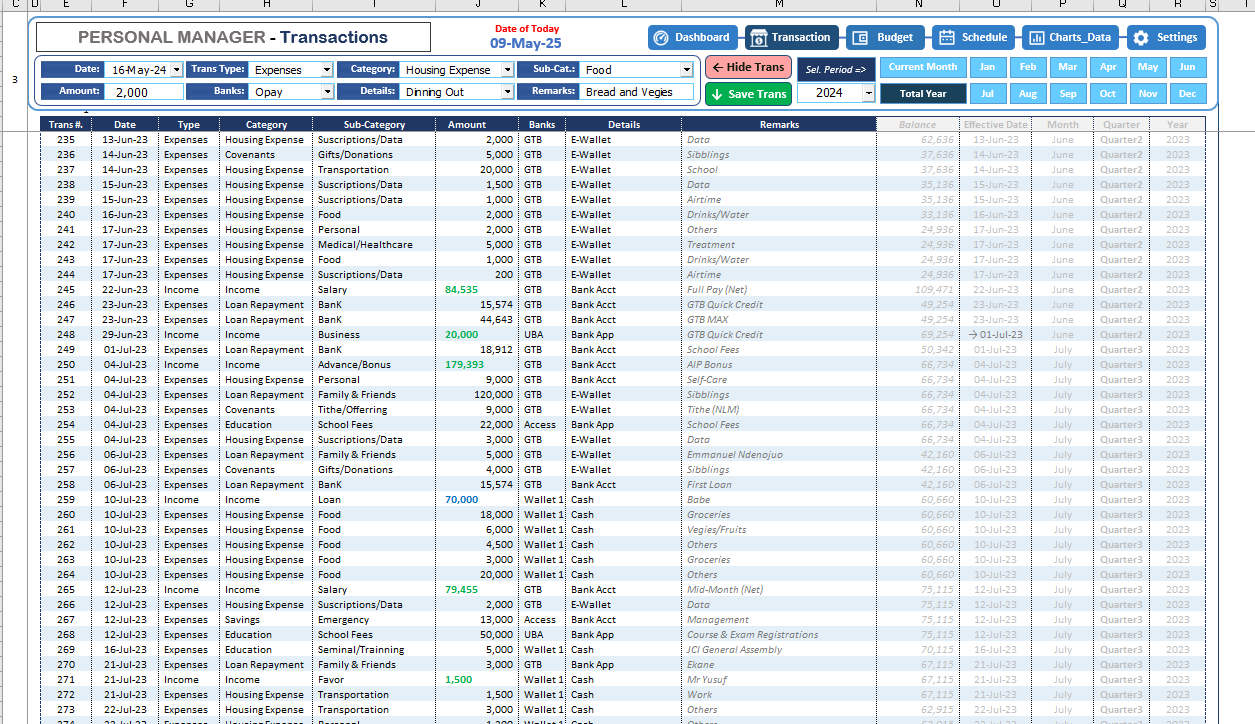 C D E F G H I J K L M N O P Q R S T
PERSONAL MANAGER - Transactions
Date of Today
09-May-25
Dashboard Transaction Budget Schedule Charts_Data Settings
3
Date: 16-May-24 Trans Type: Expenses Category: Housing Expense Sub-Cat.: Food ← Hide Trans Sel. Period => Current Month Jan Feb Mar Apr May Jun
Amount: 2,000 Banks: Opay Details: Dinning Out Remarks: Bread and Vegies ↓ Save Trans 2024 Total Year Jul Aug Sep Oct Nov Dec
Trans #. Date Type Category Sub-Category Amount Banks Details Remarks Balance Effective Date Month Quarter Year
235 13-Jun-23 Expenses Housing Expense Suscriptions/Data 2,000 GTB E-Wallet Data 62,636 13-Jun-23 June Quarter2 2023
236 14-Jun-23 Expenses Covenants Gifts/Donations 5,000 GTB E-Wallet Sibblings 37,636 14-Jun-23 June Quarter2 2023
237 14-Jun-23 Expenses Housing Expense Transportation 20,000 GTB E-Wallet School 37,636 14-Jun-23 June Quarter2 2023
238 15-Jun-23 Expenses Housing Expense Suscriptions/Data 1,500 GTB E-Wallet Data 35,136 15-Jun-23 June Quarter2 2023
239 15-Jun-23 Expenses Housing Expense Suscriptions/Data 1,000 GTB E-Wallet Airtime 35,136 15-Jun-23 June Quarter2 2023
240 16-Jun-23 Expenses Housing Expense Food 2,000 GTB E-Wallet Drinks/Water 33,136 16-Jun-23 June Quarter2 2023
241 17-Jun-23 Expenses Housing Expense Personal 2,000 GTB E-Wallet Others 24,936 17-Jun-23 June Quarter2 2023
242 17-Jun-23 Expenses Housing Expense Medical/Healthcare 5,000 GTB E-Wallet Treatment 24,936 17-Jun-23 June Quarter2 2023
243 17-Jun-23 Expenses Housing Expense Food 1,000 GTB E-Wallet Drinks/Water 24,936 17-Jun-23 June Quarter2 2023
244 17-Jun-23 Expenses Housing Expense Suscriptions/Data 200 GTB E-Wallet Airtime 24,936 17-Jun-23 June Quarter2 2023
245 22-Jun-23 Income Income Salary 84,535 GTB Bank Acct Full Pay (Net) 109,471 22-Jun-23 June Quarter2 2023
246 23-Jun-23 Expenses Loan Repayment BanK 15,574 GTB Bank Acct GTB Quick Credit 49,254 23-Jun-23 June Quarter2 2023
247 23-Jun-23 Expenses Loan Repayment BanK 44,643 GTB Bank Acct GTB MAX 49,254 23-Jun-23 June Quarter2 2023
248 29-Jun-23 Income Income Business 20,000 UBA Bank App GTB Quick Credit 69,254 → 01-Jul-23 June Quarter2 2023
249 01-Jul-23 Expenses Loan Repayment BanK 18,912 GTB Bank Acct School Fees 50,342 01-Jul-23 July Quarter3 2023
250 04-Jul-23 Income Income Advance/Bonus 179,393 GTB Bank Acct AIP Bonus 66,734 04-Jul-23 July Quarter3 2023
251 04-Jul-23 Expenses Housing Expense Personal 9,000 GTB E-Wallet Self-Care 66,734 04-Jul-23 July Quarter3 2023
252 04-Jul-23 Expenses Housing Expense Family & Friends 120,000 GTB E-Wallet Sibblings 66,734 04-Jul-23 July Quarter3 2023
253 04-Jul-23 Expenses Covenants Tithe/Offerring 9,000 GTB E-Wallet Tithe (NLM) 66,734 04-Jul-23 July Quarter3 2023
254 04-Jul-23 Expenses Education School Fees 22,000 Access Bank App School Fees 66,734 04-Jul-23 July Quarter3 2023
255 04-Jul-23 Expenses Housing Expense Suscriptions/Data 3,000 GTB E-Wallet Data 66,734 04-Jul-23 July Quarter3 2023
256 06-Jul-23 Expenses Loan Repayment Family & Friends 5,000 GTB E-Wallet Emmanuel Ndenojuo 42,160 06-Jul-23 July Quarter3 2023
257 06-Jul-23 Expenses Covenants Gifts/Donations 4,000 GTB E-Wallet Sibblings 42,160 06-Jul-23 July Quarter3 2023
258 06-Jul-23 Expenses Loan Repayment BanK 15,574 GTB Bank Acct First Loan 42,160 06-Jul-23 July Quarter3 2023
259 10-Jul-23 Income Income Loan 70,000 Wallet 1 Cash Babe 60,660 10-Jul-23 July Quarter3 2023
260 10-Jul-23 Expenses Housing Expense Food 18,000 Wallet 1 Cash Groceries 60,660 10-Jul-23 July Quarter3 2023
261 10-Jul-23 Expenses Housing Expense Food 6,000 Wallet 1 Cash Vegies/Fruits 60,660 10-Jul-23 July Quarter3 2023
262 10-Jul-23 Expenses Housing Expense Food 4,500 Wallet 1 Cash Others 60,660 10-Jul-23 July Quarter3 2023
263 10-Jul-23 Expenses Housing Expense Food 3,000 Wallet 1 Cash Groceries 60,660 10-Jul-23 July Quarter3 2023
264 10-Jul-23 Expenses Housing Expense Food 20,000 Wallet 1 Cash Others 60,660 10-Jul-23 July Quarter3 2023
265 12-Jul-23 Income Income Salary 79,455 GTB Bank Acct Mid-Month (Net) 75,115 12-Jul-23 July Quarter3 2023
266 12-Jul-23 Expenses Housing Expense Suscriptions/Data 2,000 GTB E-Wallet Data 75,115 12-Jul-23 July Quarter3 2023
267 12-Jul-23 Expenses Savings Emergency 13,000 Access Bank Acct Management 75,115 12-Jul-23 July Quarter3 2023
268 12-Jul-23 Expenses Education School Fees 50,000 UBA Bank App Course & Exam Registrations 75,115 12-Jul-23 July Quarter3 2023
269 16-Jul-23 Expenses Education Seminal/Trainning 5,000 Wallet 1 Cash JCI General Assembly 70,115 16-Jul-23 July Quarter3 2023
270 21-Jul-23 Expenses Loan Repayment Family & Friends 3,000 GTB Bank App Ekane 67,115 21-Jul-23 July Quarter3 2023
271 21-Jul-23 Income Income Favor 1,500 Wallet 1 Cash Mr Yusuf 67,115 21-Jul-23 July Quarter3 2023
272 21-Jul-23 Expenses Housing Expense Transportation 1,500 Wallet 1 Cash Work 67,115 21-Jul-23 July Quarter3 2023
273 22-Jul-23 Expenses Housing Expense Transportation 3,000 Wallet 1 Cash Others 62,915 22-Jul-23 July Quarter3 2023